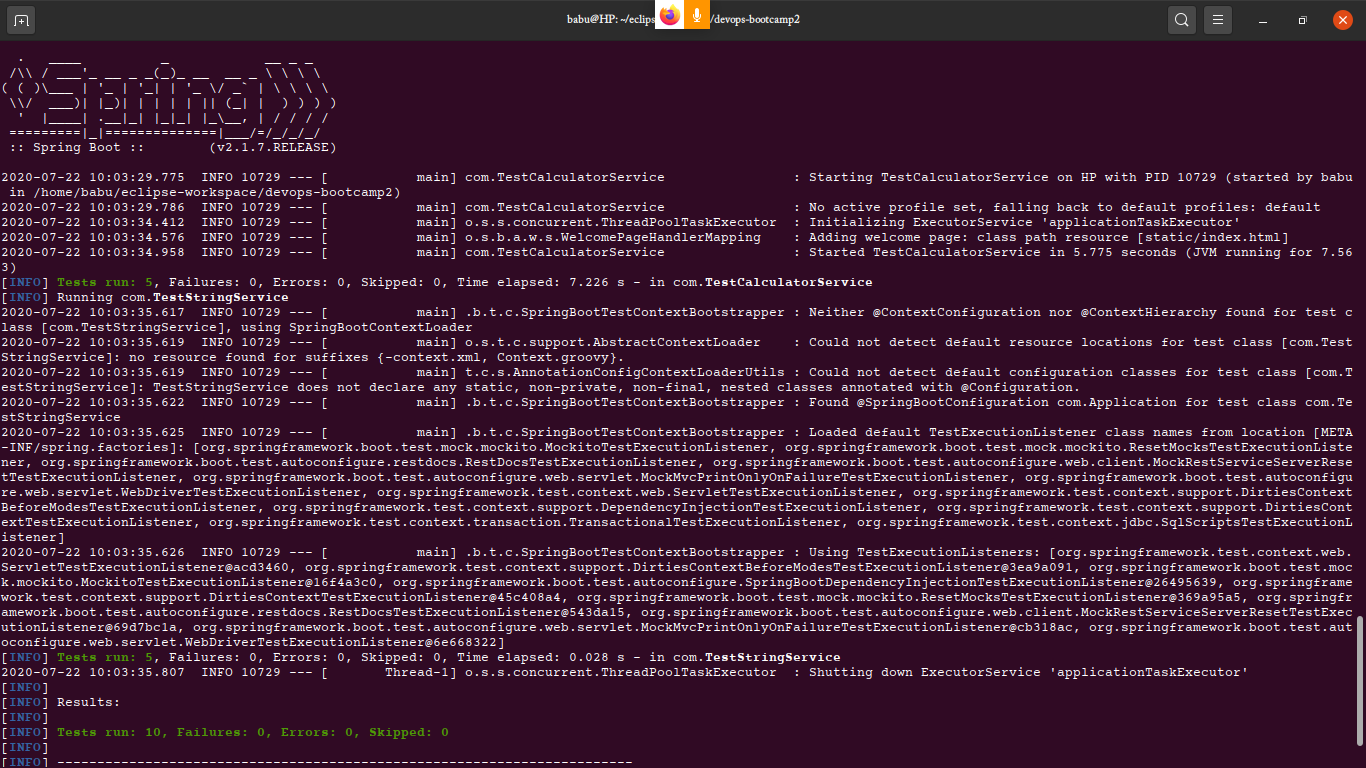 babu@HP: ~/eclips /devops-bootcamp2
  .   ____          _            __ _ _
 /\\ / ___'_ __ _ _(_)_ __  __ _ \ \ \ \
( ( )\___ | '_ | '_| | '_ \/ _` | \ \ \ \
 \\/  ___)| |_)| | | | | || (_| |  ) ) ) )
  '  |____| .__|_| |_|_| |_\__, | / / / /
 =========|_|==============|___/=/_/_/_/
 :: Spring Boot ::        (v2.1.7.RELEASE)
2020-07-22 10:03:29.775  INFO 10729 --- [           main] com.TestCalculatorService                : Starting TestCalculatorService on HP with PID 10729 (started by babu
 in /home/babu/eclipse-workspace/devops-bootcamp2)
2020-07-22 10:03:29.786  INFO 10729 --- [           main] com.TestCalculatorService                : No active profile set, falling back to default profiles: default
2020-07-22 10:03:34.412  INFO 10729 --- [           main] o.s.s.concurrent.ThreadPoolTaskExecutor  : Initializing ExecutorService 'applicationTaskExecutor'
2020-07-22 10:03:34.576  INFO 10729 --- [           main] o.s.b.a.w.s.WelcomePageHandlerMapping    : Adding welcome page: class path resource [static/index.html]
2020-07-22 10:03:34.958  INFO 10729 --- [           main] com.TestCalculatorService                : Started TestCalculatorService in 5.775 seconds (JVM running for 7.56
3)
[INFO] Tests run: 5, Failures: 0, Errors: 0, Skipped: 0, Time elapsed: 7.226 s - in com.TestCalculatorService
[INFO] Running com.TestStringService
2020-07-22 10:03:35.617  INFO 10729 --- [           main] .b.t.c.SpringBootTestContextBootstrapper : Neither @ContextConfiguration nor @ContextHierarchy found for test c
lass [com.TestStringService], using SpringBootContextLoader
2020-07-22 10:03:35.619  INFO 10729 --- [           main] o.s.t.c.support.AbstractContextLoader    : Could not detect default resource locations for test class [com.Test
StringService]: no resource found for suffixes {-context.xml, Context.groovy}.
2020-07-22 10:03:35.619  INFO 10729 --- [           main] t.c.s.AnnotationConfigContextLoaderUtils : Could not detect default configuration classes for test class [com.T
estStringService]: TestStringService does not declare any static, non-private, non-final, nested classes annotated with @Configuration.
2020-07-22 10:03:35.622  INFO 10729 --- [           main] .b.t.c.SpringBootTestContextBootstrapper : Found @SpringBootConfiguration com.Application for test class com.Te
stStringService
2020-07-22 10:03:35.625  INFO 10729 --- [           main] .b.t.c.SpringBootTestContextBootstrapper : Loaded default TestExecutionListener class names from location [META
-INF/spring.factories]: [org.springframework.boot.test.mock.mockito.MockitoTestExecutionListener, org.springframework.boot.test.mock.mockito.ResetMocksTestExecutionListe
ner, org.springframework.boot.test.autoconfigure.restdocs.RestDocsTestExecutionListener, org.springframework.boot.test.autoconfigure.web.client.MockRestServiceServerRese
tTestExecutionListener, org.springframework.boot.test.autoconfigure.web.servlet.MockMvcPrintOnlyOnFailureTestExecutionListener, org.springframework.boot.test.autoconfigu
re.web.servlet.WebDriverTestExecutionListener, org.springframework.test.context.web.ServletTestExecutionListener, org.springframework.test.context.support.DirtiesContext
BeforeModesTestExecutionListener, org.springframework.test.context.support.DependencyInjectionTestExecutionListener, org.springframework.test.context.support.DirtiesCont
extTestExecutionListener, org.springframework.test.context.transaction.TransactionalTestExecutionListener, org.springframework.test.context.jdbc.SqlScriptsTestExecutionL
istener]
2020-07-22 10:03:35.626  INFO 10729 --- [           main] .b.t.c.SpringBootTestContextBootstrapper : Using TestExecutionListeners: [org.springframework.test.context.web.
ServletTestExecutionListener@acd3460, org.springframework.test.context.support.DirtiesContextBeforeModesTestExecutionListener@3ea9a091, org.springframework.boot.test.moc
k.mockito.MockitoTestExecutionListener@16f4a3c0, org.springframework.boot.test.autoconfigure.SpringBootDependencyInjectionTestExecutionListener@26495639, org.springframe
work.test.context.support.DirtiesContextTestExecutionListener@45c408a4, org.springframework.boot.test.mock.mockito.ResetMocksTestExecutionListener@369a95a5, org.springfr
amework.boot.test.autoconfigure.restdocs.RestDocsTestExecutionListener@543da15, org.springframework.boot.test.autoconfigure.web.client.MockRestServiceServerResetTestExec
utionListener@69d7bc1a, org.springframework.boot.test.autoconfigure.web.servlet.MockMvcPrintOnlyOnFailureTestExecutionListener@cb318ac, org.springframework.boot.test.aut
oconfigure.web.servlet.WebDriverTestExecutionListener@6e668322]
[INFO] Tests run: 5, Failures: 0, Errors: 0, Skipped: 0, Time elapsed: 0.028 s - in com.TestStringService
2020-07-22 10:03:35.807  INFO 10729 --- [       Thread-1] o.s.s.concurrent.ThreadPoolTaskExecutor  : Shutting down ExecutorService 'applicationTaskExecutor'
[INFO]
[INFO] Results:
[INFO]
[INFO] Tests run: 10, Failures: 0, Errors: 0, Skipped: 0
[INFO]
[INFO] ------------------------------------------------------------------------